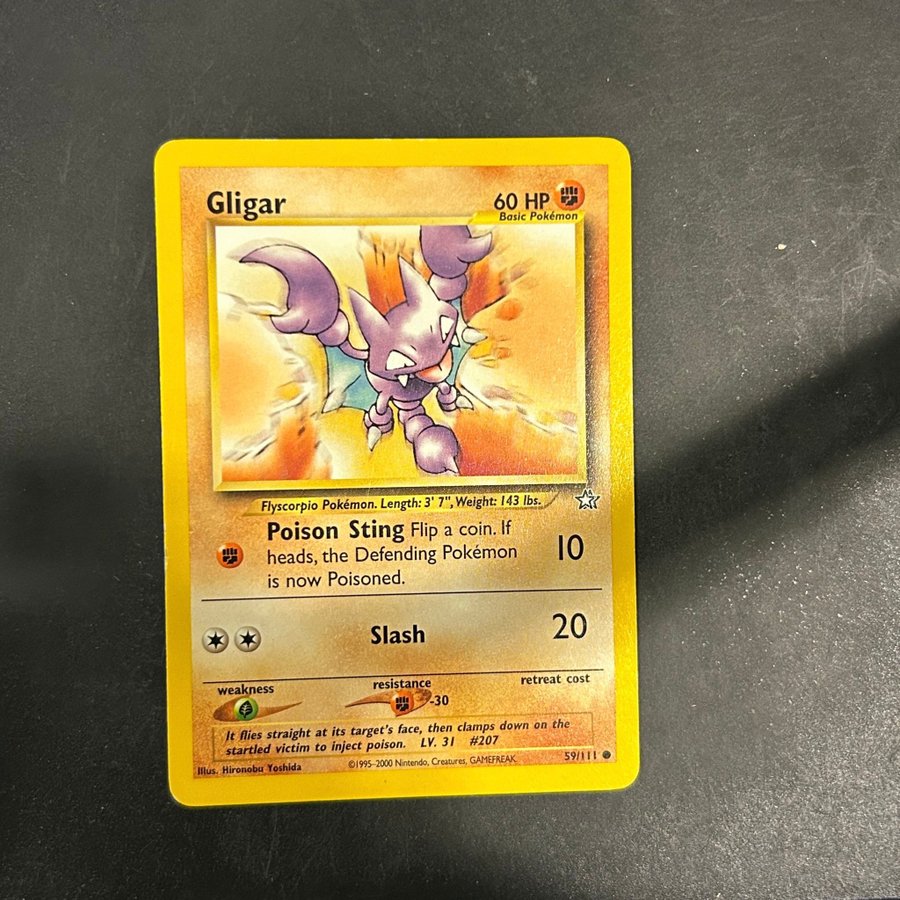 Gligar
60 HP
Basic Pokémon
Flyscorpio Pokémon. Length: 3' 7", Weight: 143 lbs.
Poison Sting Flip a coin. If
heads, the Defending Pokémon
is now Poisoned.
10
Slash
20
weakness
resistance
retreat cost
-30
It flies straight at its target's face, then clamps down on the
startled victim to inject poison. LV. 31 #207
Illus. Hironobu Yoshida
©1995-2000 Nintendo, Creatures, GAMEFREAK
59/111